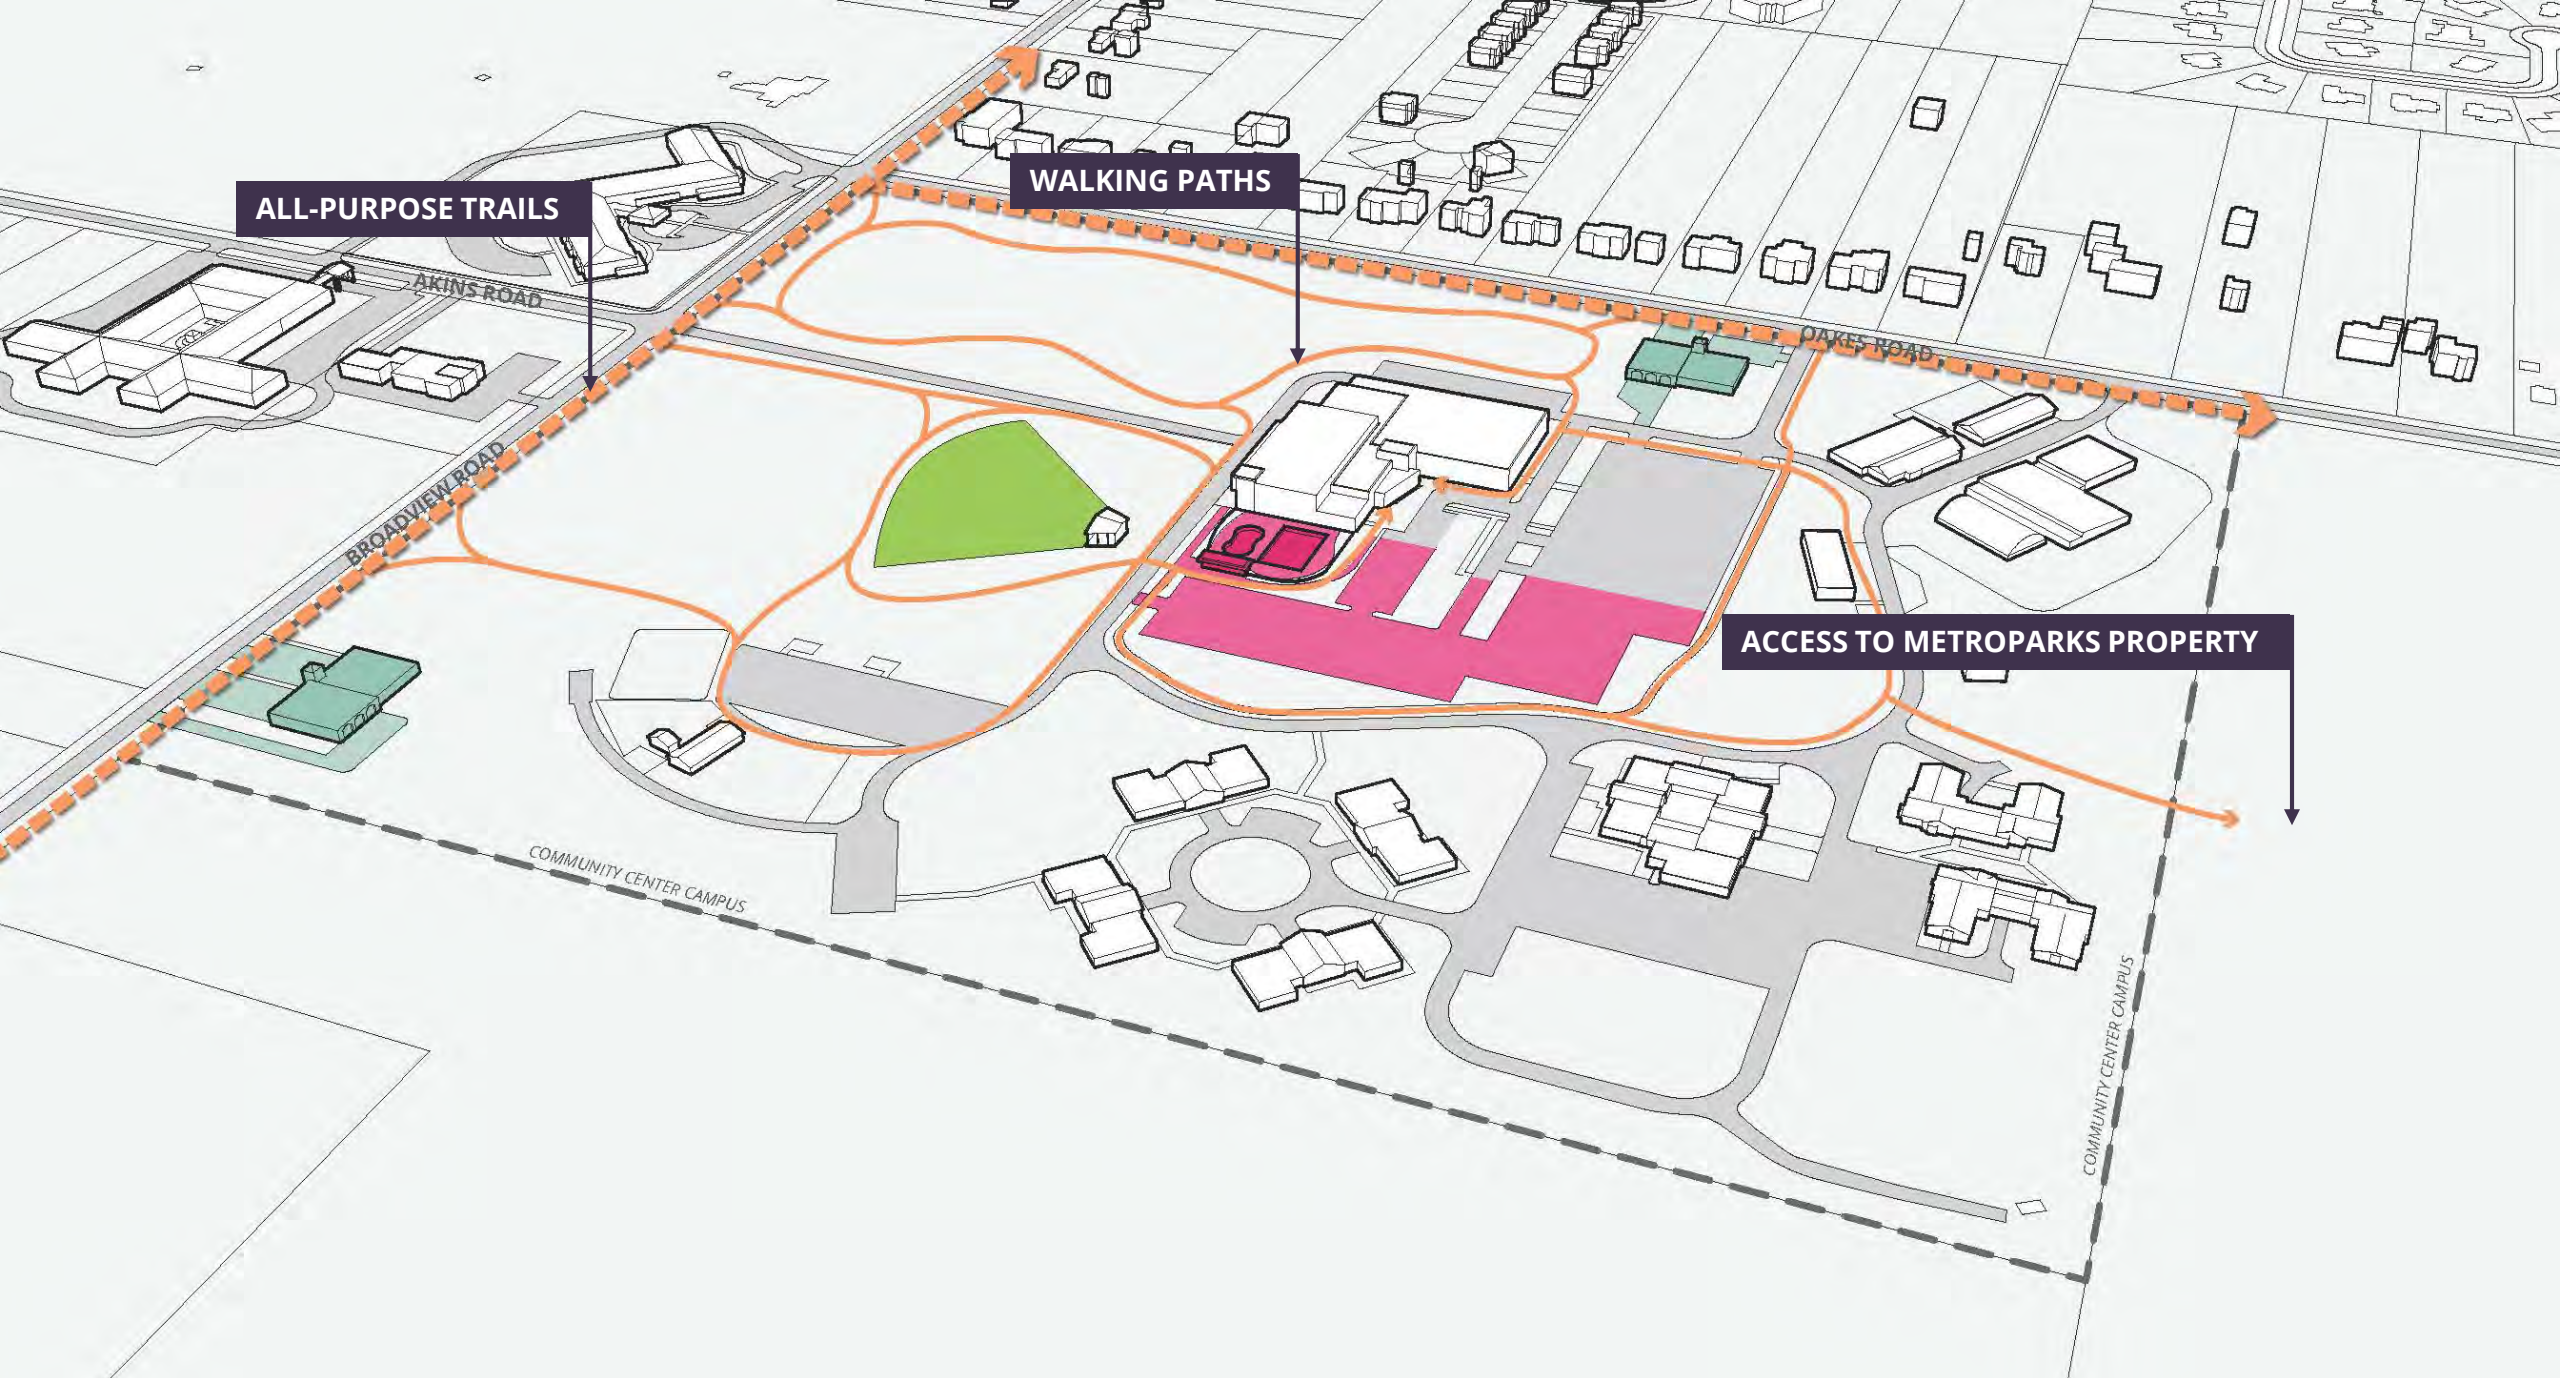 WALKING PATHS
ALL-PURPOSE TRAILS
AKINS ROAD
OAKES ROAD
BROADVIEW ROAD
ACCESS TO METROPARKS PROPERTY
COMMUNITY CENTER CAMPUS
COMMUNITY CENTER CAMPUS